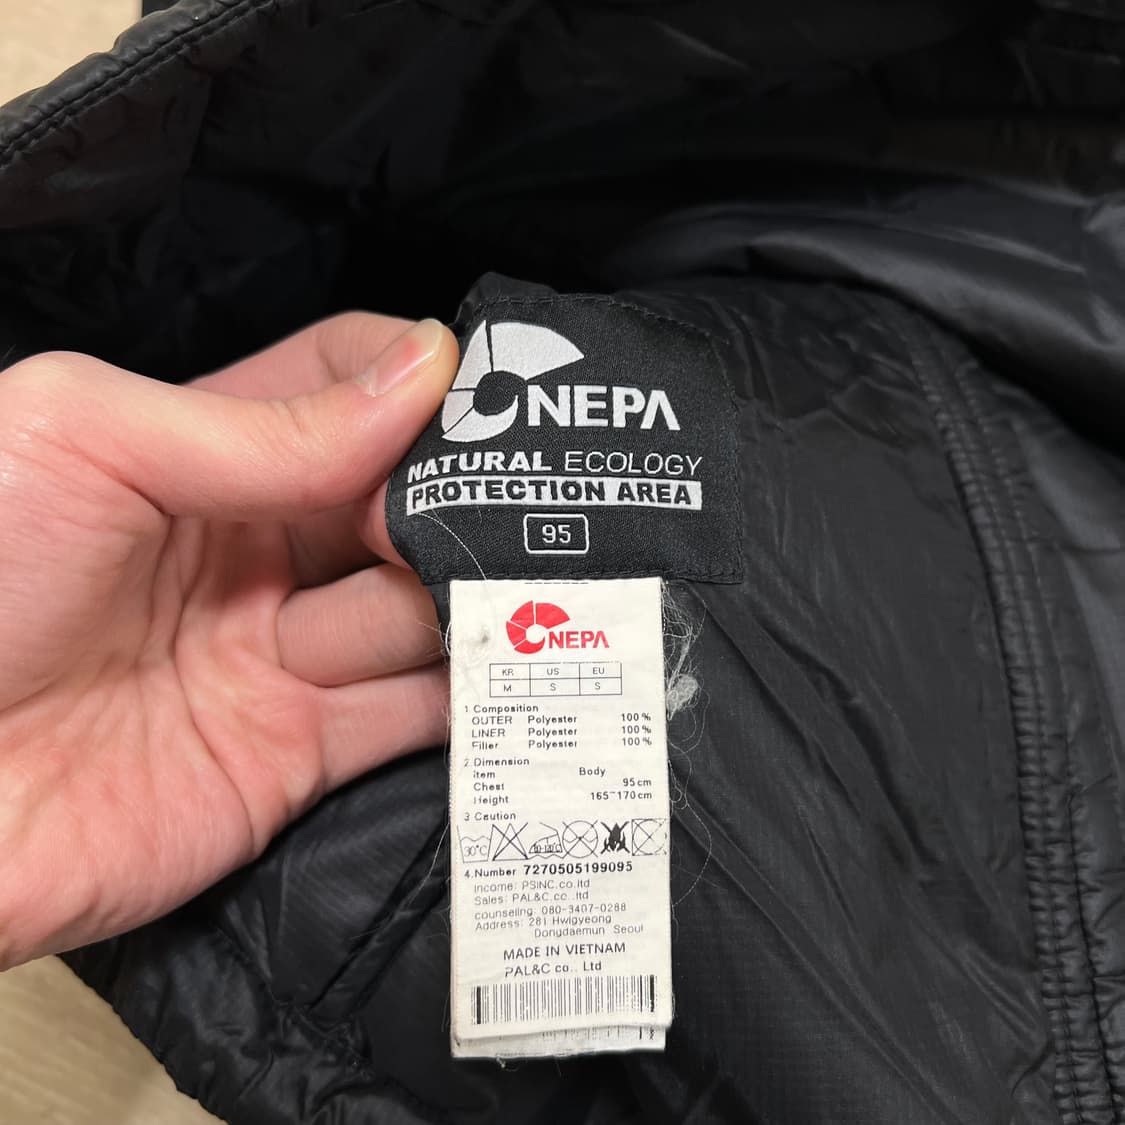 NEPA
NATURAL ECOLOGY
PROTECTION AREA
95
NEPA
KR US EU
M S S
1 Composition
OUTER Polyester 100%
LINER Polyester 100%
Filler Polyester 100%
2.Dimension
Item Body
Chest 95cm
Height 165~170cm
3 Caution
30°C
4.Number 7270505199095
Income: PSINC.co.ltd
Sales: PAL&C.co..ltd
counseling: 080-3407-0288
Address: 281 Hwigyeong
Dongdaemun Seoul
MADE IN VIETNAM
PAL&C co.. Ltd